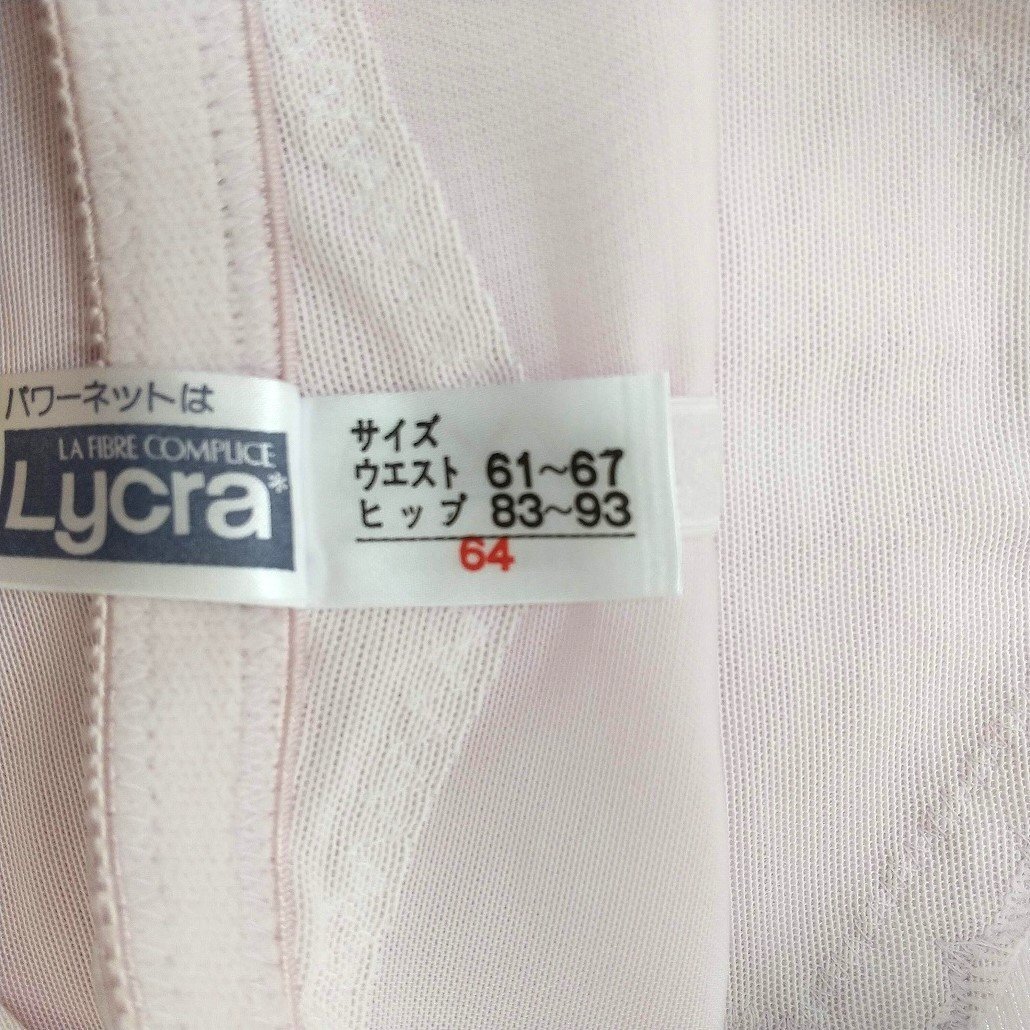 パワーネットは
LA FIBRE COMPLICE
Lycra*
サイズ
ウエスト 61～67
ヒップ 83～93
64